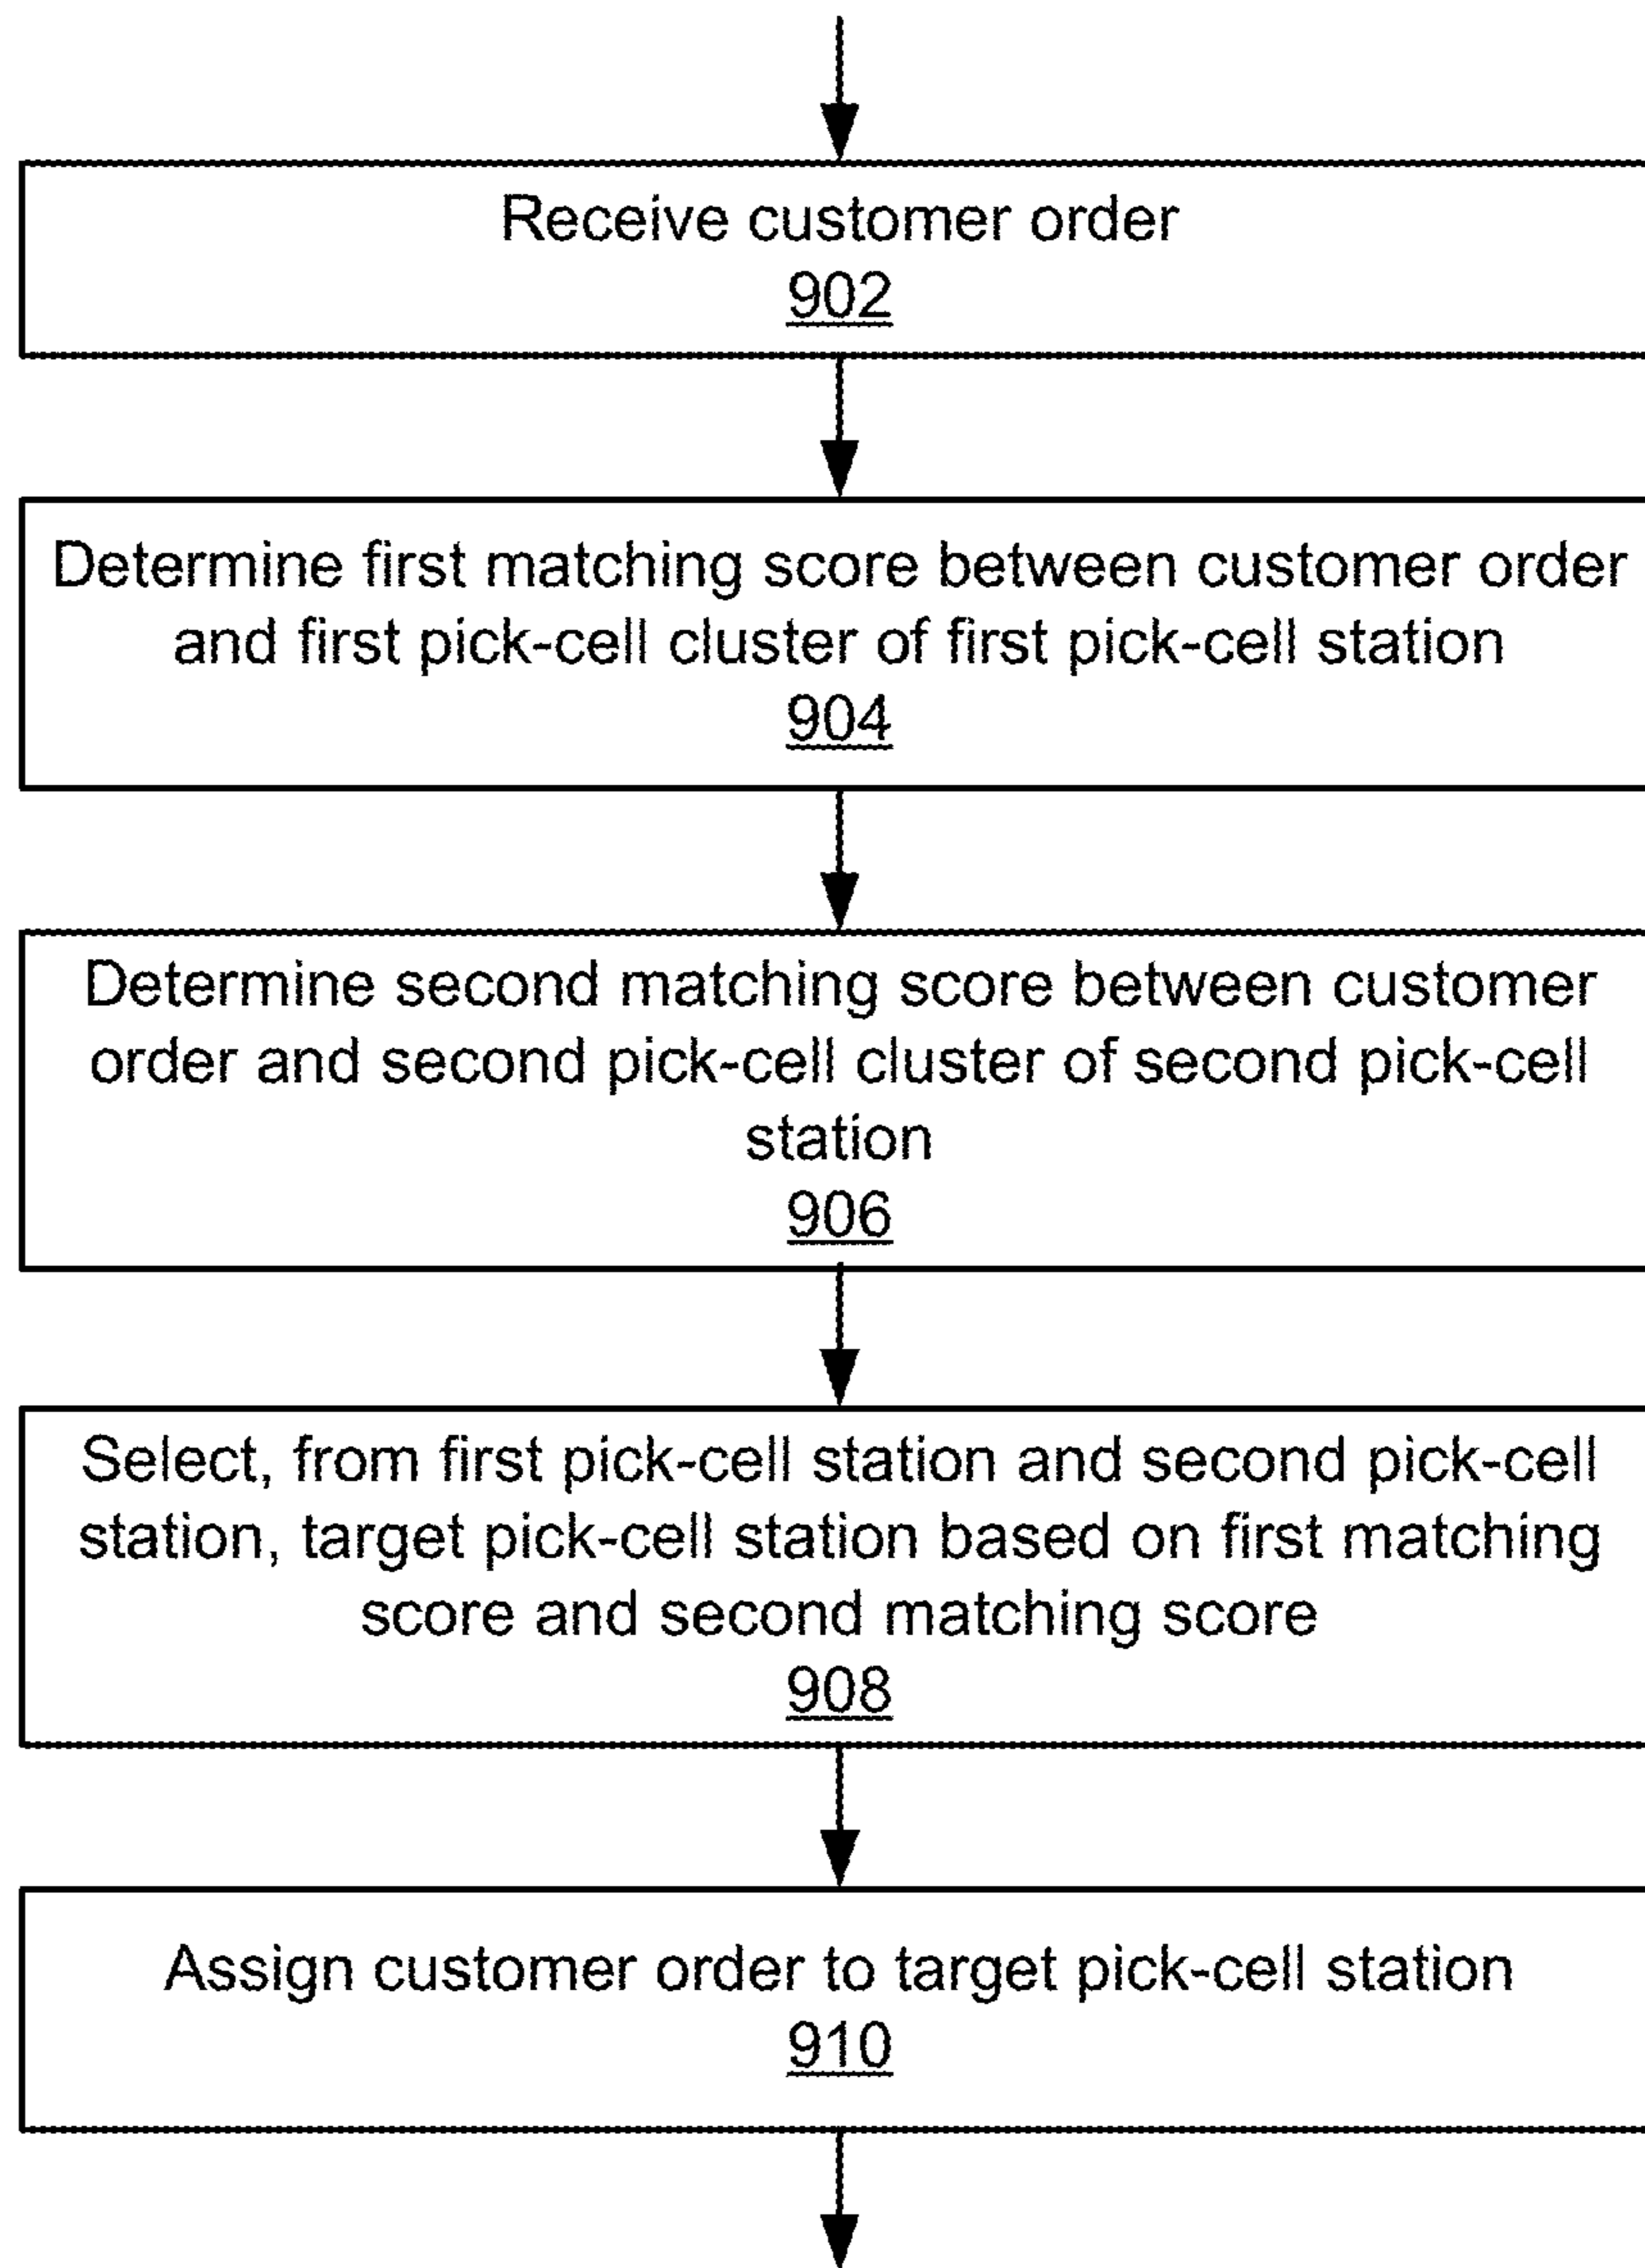 Receive customer order
902
Determine first matching score between customer order
and first pick-cell cluster of first pick-cell station
904
Determine second matching score between customer
order and second pick-cell cluster of second pick-cell
station
906
Select, from first pick-cell station and second pick-cell
station, target pick-cell station based on first matching
score and second matching score
908
Assign customer order to target pick-cell station
910